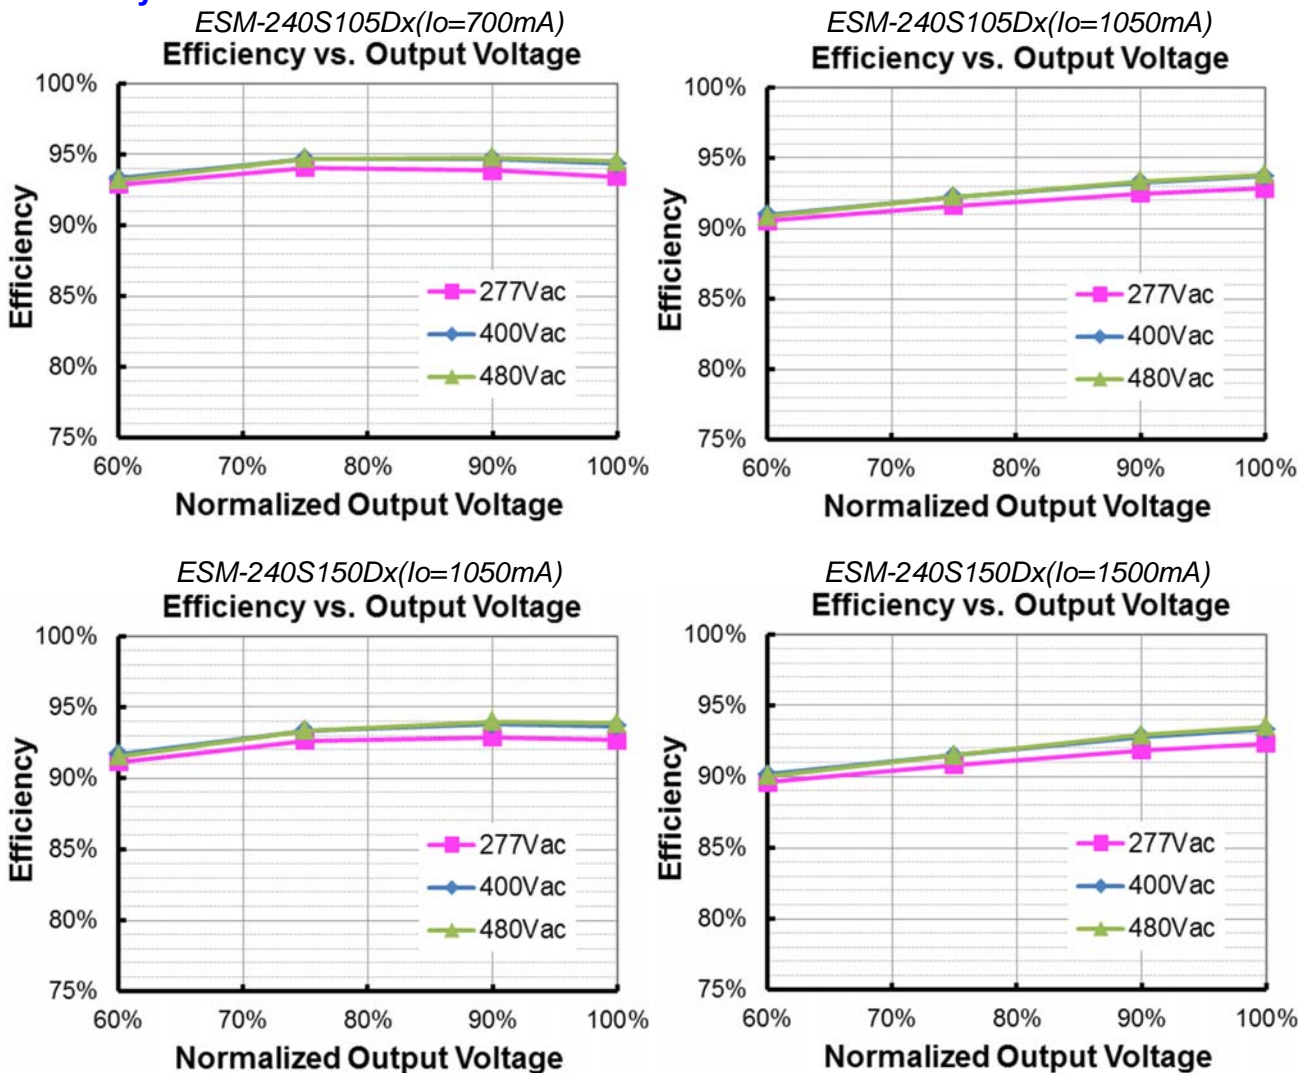 ESM-240S105Dx(Io=700mA)
Efficiency vs. Output Voltage
100%
95%
90%
85%
80%
75%
Efficiency
277Vac
400Vac
480Vac
60% 70% 80% 90% 100%
Normalized Output Voltage
ESM-240S105Dx(Io=1050mA)
Efficiency vs. Output Voltage
100%
95%
90%
85%
80%
75%
Efficiency
277Vac
400Vac
480Vac
60% 70% 80% 90% 100%
Normalized Output Voltage
ESM-240S150Dx(Io=1050mA)
Efficiency vs. Output Voltage
100%
95%
90%
85%
80%
75%
Efficiency
277Vac
400Vac
480Vac
60% 70% 80% 90% 100%
Normalized Output Voltage
ESM-240S150Dx(Io=1500mA)
Efficiency vs. Output Voltage
100%
95%
90%
85%
80%
75%
Efficiency
277Vac
400Vac
480Vac
60% 70% 80% 90% 100%
Normalized Output Voltage